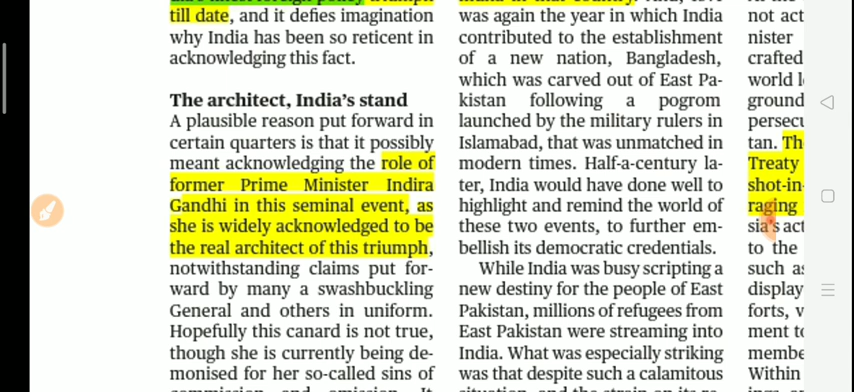 till date, and it defies imagination
why India has been so reticent in
acknowledging this fact.
The architect, India's stand
A plausible reason put forward in
certain quarters is that it possibly
meant acknowledging the role of
former Prime Minister Indira
Gandhi in this seminal event, as
she is widely acknowledged to be
the real architect of this triumph,
notwithstanding claims put for-
ward by many a swashbuckling
General and others in uniform.
Hopefully this canard is not true,
though she is currently being de-
monised for her so-called sins of
was again the year in which India
contributed to the establishment
of a new nation, Bangladesh,
which was carved out of East Pa-
kistan following a pogrom
launched by the military rulers in
Islamabad, that was unmatched in
modern times. Half-a-century la-
ter, India would have done well to
highlight and remind the world of
these two events, to further em-
bellish its democratic credentials.
While India was busy scripting a
new destiny for the people of East
Pakistan, millions of refugees from
East Pakistan were streaming into
India. What was especially striking
was that despite such a calamitous
not act
nister
crafted
world l
ground
persecu
tan. Th
Treaty
shot-in-
raging
sia's act
to the
such as
display
forts, v
ment to
membe
Within